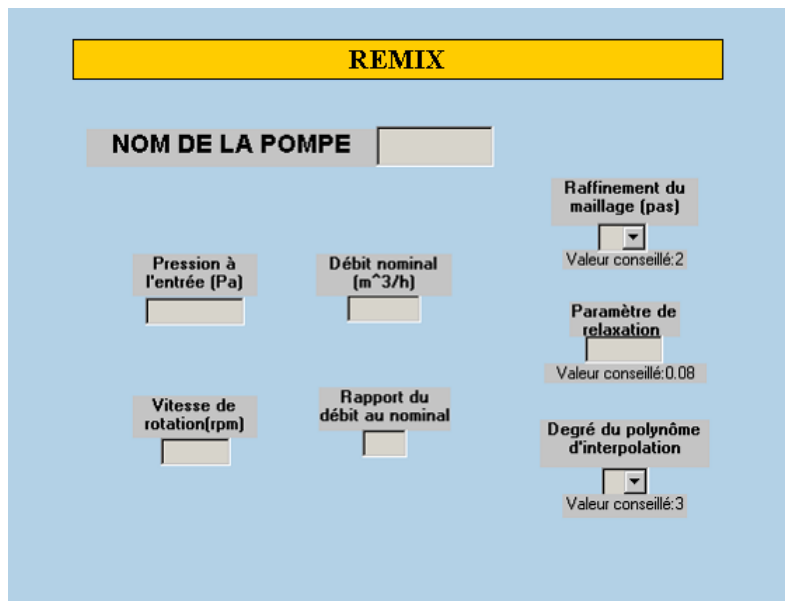 REMIX
NOM DE LA POMPE
Raffinement du
maillage (pas)
Valeur conseillé:2
Pression à
l'entrée (Pa)
Débit nominal
(m^3/h)
Paramètre de
relaxation
Valeur conseillé:0.08
Vitesse de
rotation(rpm)
Rapport du
débit au nominal
Degré du polynôme
d'interpolation
Valeur conseillé:3